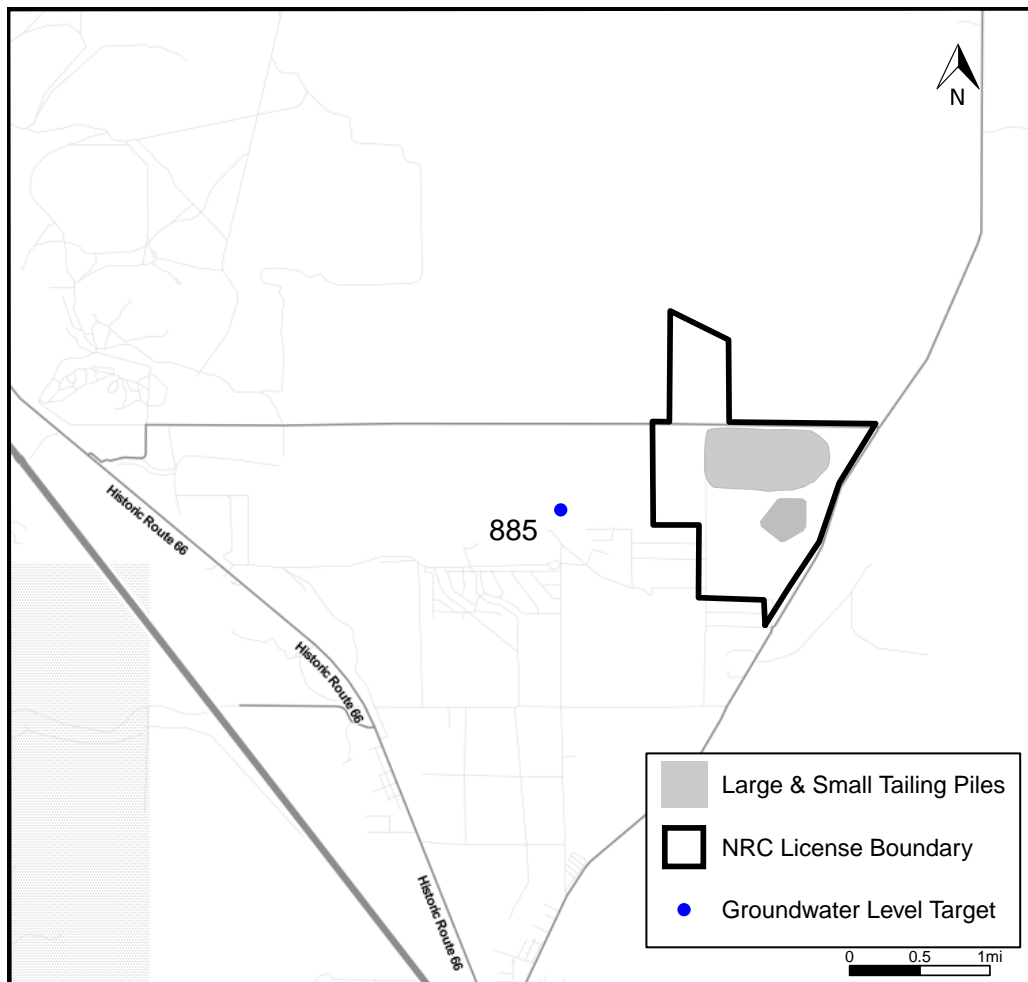 N
Historic Route 66
885
Historic Route 66
Large & Small Tailing Piles
NRC License Boundary
Historic Route 66
Groundwater Level Target
0 0.5 1mi